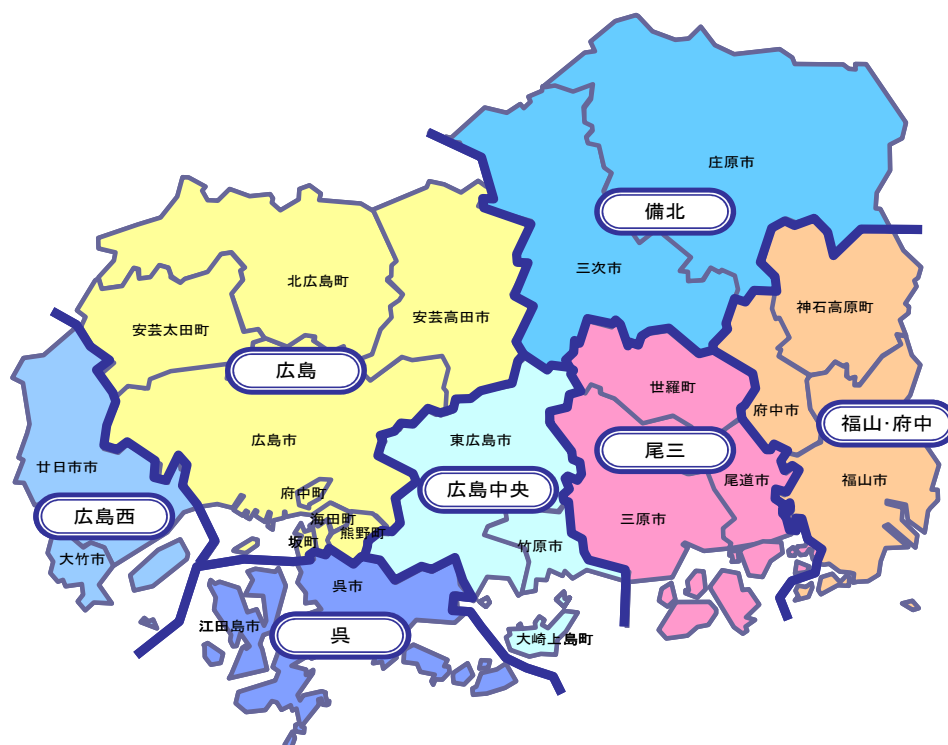 庄原市
備北
三次市
北広島町
神石高原町
安芸太田町
安芸高田市
広島
世羅町
府中市
福山・府中
広島市
東広島市
尾三
廿日市市
尾道市
福山市
広島中央
府中町
広島西
海田町
三原市
坂町
熊野町
竹原市
大竹市
呉市
江田島市
呉
大崎上島町